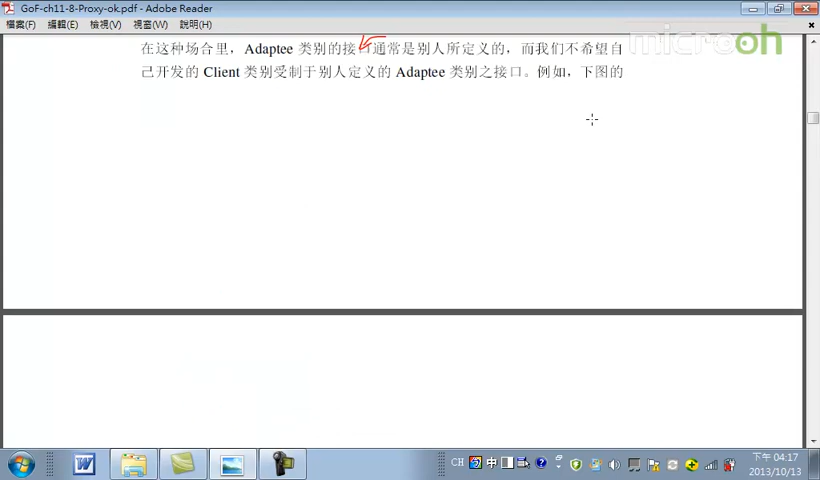 GoF-ch11-8-Proxy-ok.pdf - Adobe Reader
檔案(F) 編輯(E) 檢視(V) 視窗(W) 說明(H)
microoh
在这种场合里，Adaptee 类别的接口通常是别人所定义的，而我们不希望自
己开发的 Client 类别受制于别人定义的 Adaptee 类别之接口。例如，下图的
CH 中
下午 04:17
2013/10/13